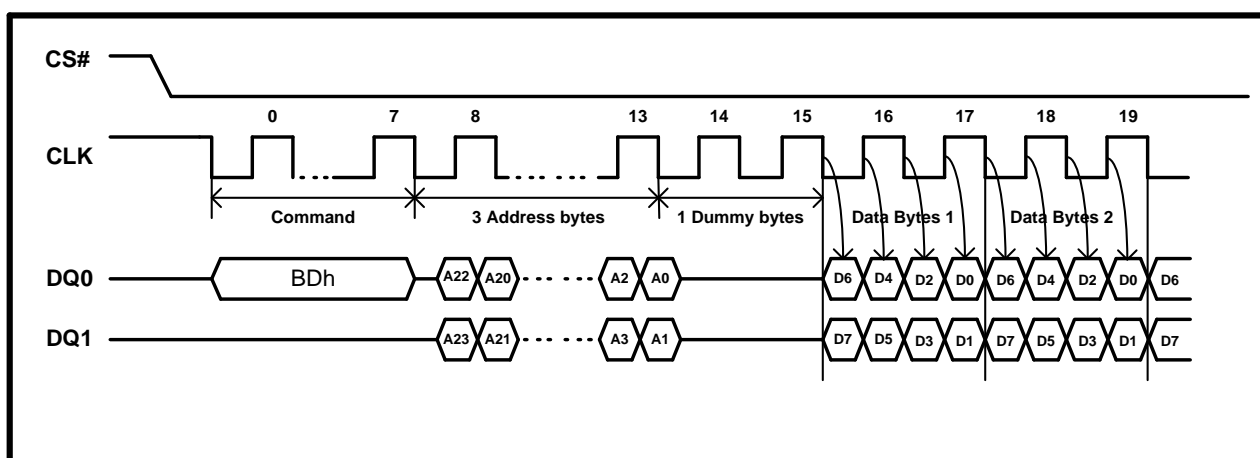 CS#
0 7 8 13 14 15 16 17 18 19
CLK
Command 3 Address bytes 1 Dummy bytes Data Bytes 1 Data Bytes 2
DQ0 BDh A22 A20 A2 A0 D6 D4 D2 D0 D6 D4 D2 D0 D6
DQ1 A23 A21 A3 A1 D7 D5 D3 D1 D7 D5 D3 D1 D7